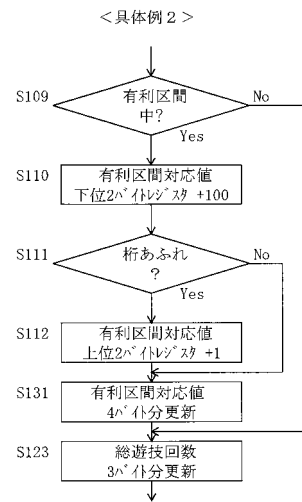 ＜具体例２＞
S109
有利区間
中?
No
Yes
S110
有利区間対応値
下位2ﾊﾞｲﾄﾚｼﾞｽﾀ +100
S111
桁あふれ
?
No
Yes
S112
有利区間対応値
上位2ﾊﾞｲﾄﾚｼﾞｽﾀ +1
S131
有利区間対応値
4ﾊﾞｲﾄ分更新
S123
総遊技回数
3ﾊﾞｲﾄ分更新